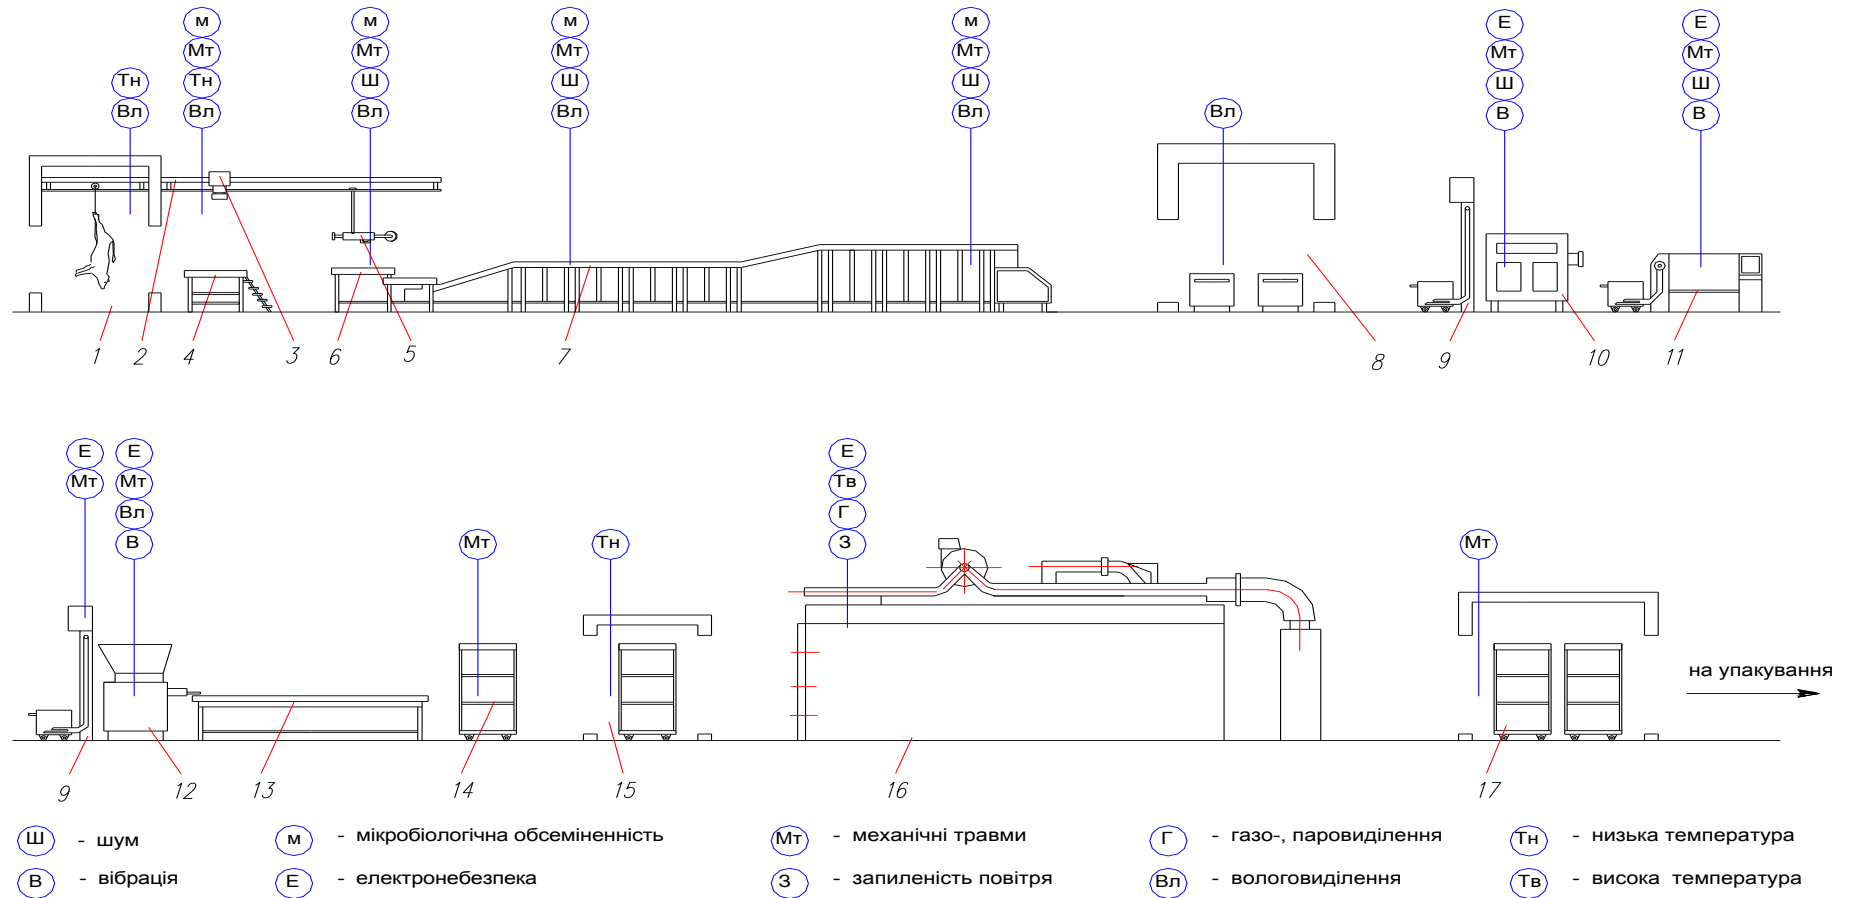 м м м м Е Е
Мт Мт Мт Мт Мт Мт
Тн Тн Ш Ш Ш Ш Ш
Вл Вл Вл Вл Вл Вл В В
1 2 4 3 6 5 7 8 9 10 11
Е Е Е
Мт Мт Тв
Вл Г
В Мт Тн З Мт
на упакування
9 12 13 14 15 16 17
Ш - шум м - мікробіологічна обсеміненність Мт - механічні травми Г - газо-, паровиділення Тн - низька температура
В - вібрація Е - електронебезпека З - запиленість повітря Вл - вологовиділення Тв - висока температура